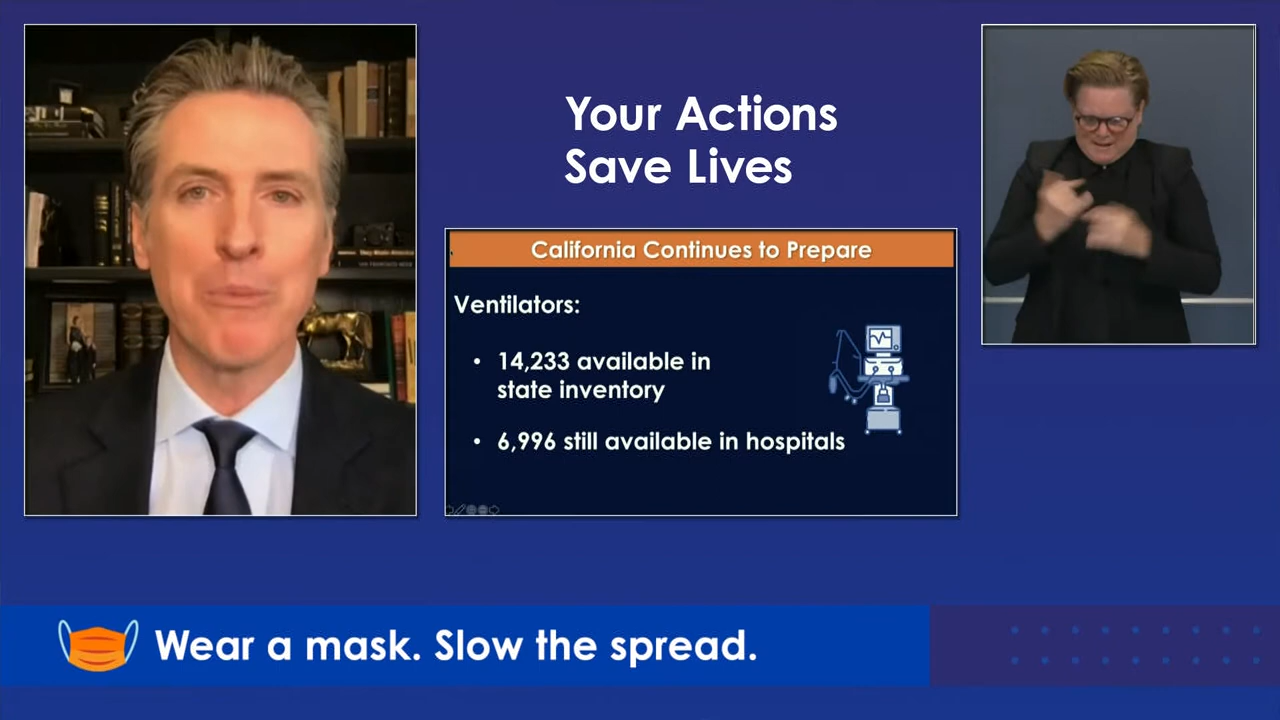 Your Actions
Save Lives
California Continues to Prepare
Ventilators:
• 14,233 available in
state inventory
• 6,996 still available in hospitals
Wear a mask. Slow the spread.